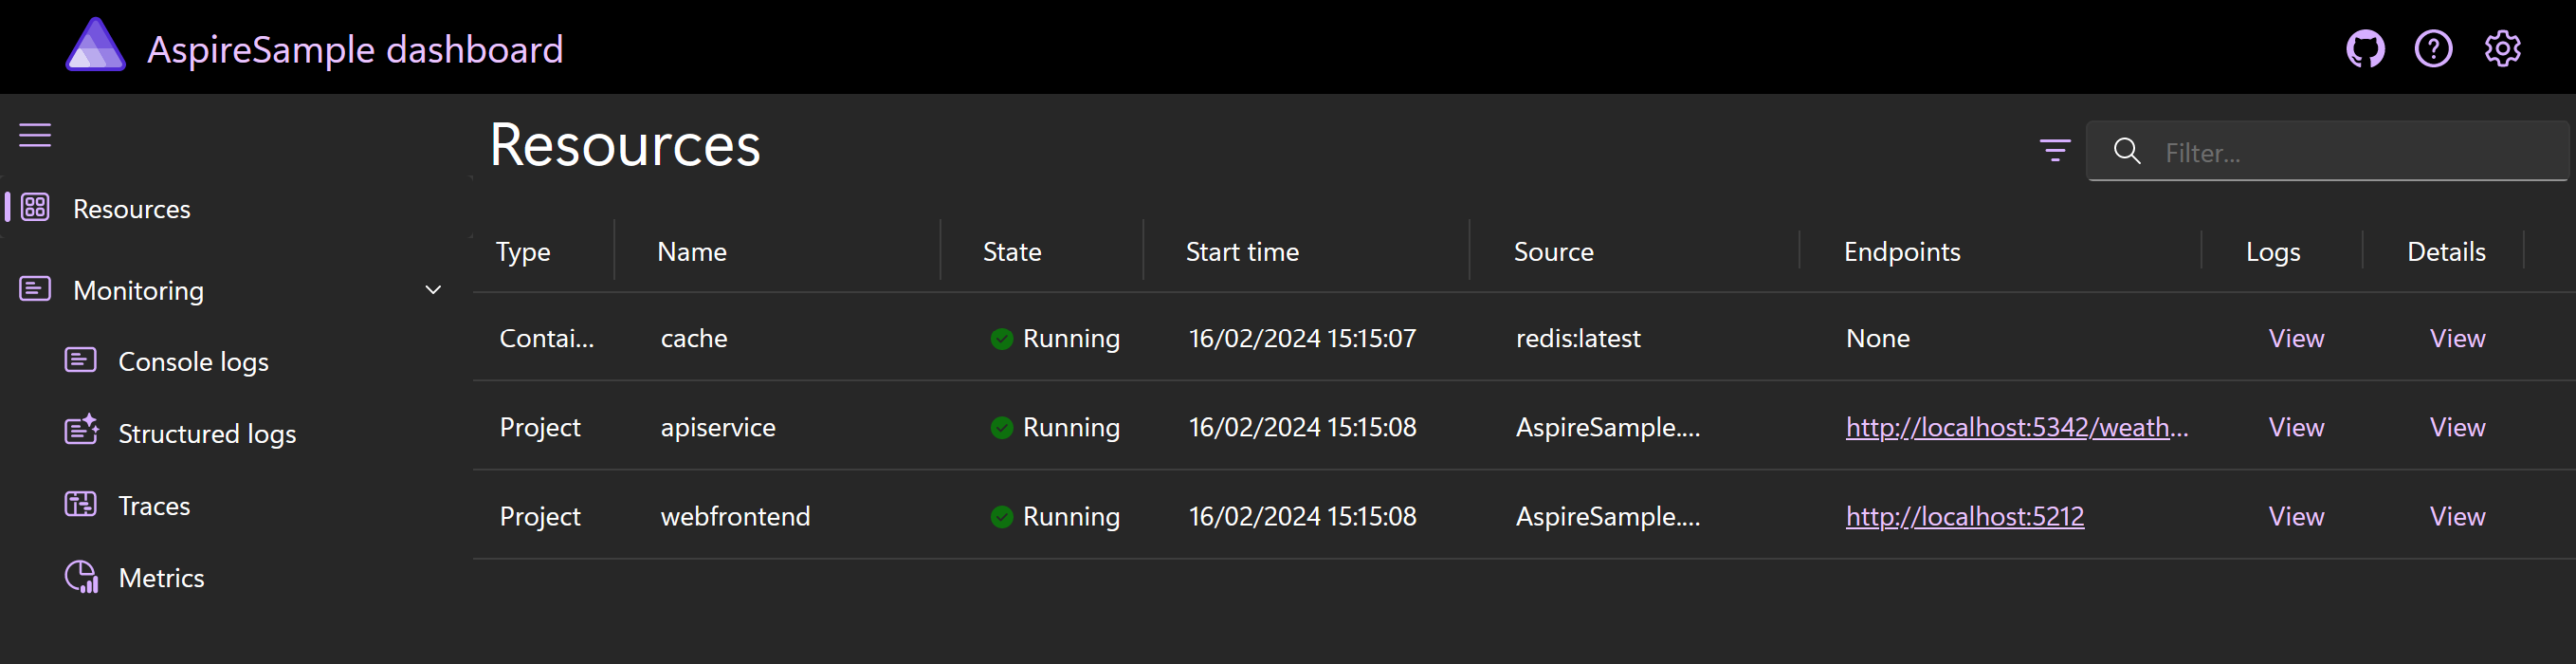 AspireSample dashboard
Resources
Filter...
Resources
Monitoring
Console logs
Structured logs
Traces
Metrics
Type Name State Start time Source Endpoints Logs Details
Contai... cache Running 16/02/2024 15:15:07 redis:latest None View View
Project apiservice Running 16/02/2024 15:15:08 AspireSample.... http://localhost:5342/weath... View View
Project webfrontend Running 16/02/2024 15:15:08 AspireSample.... http://localhost:5212 View View